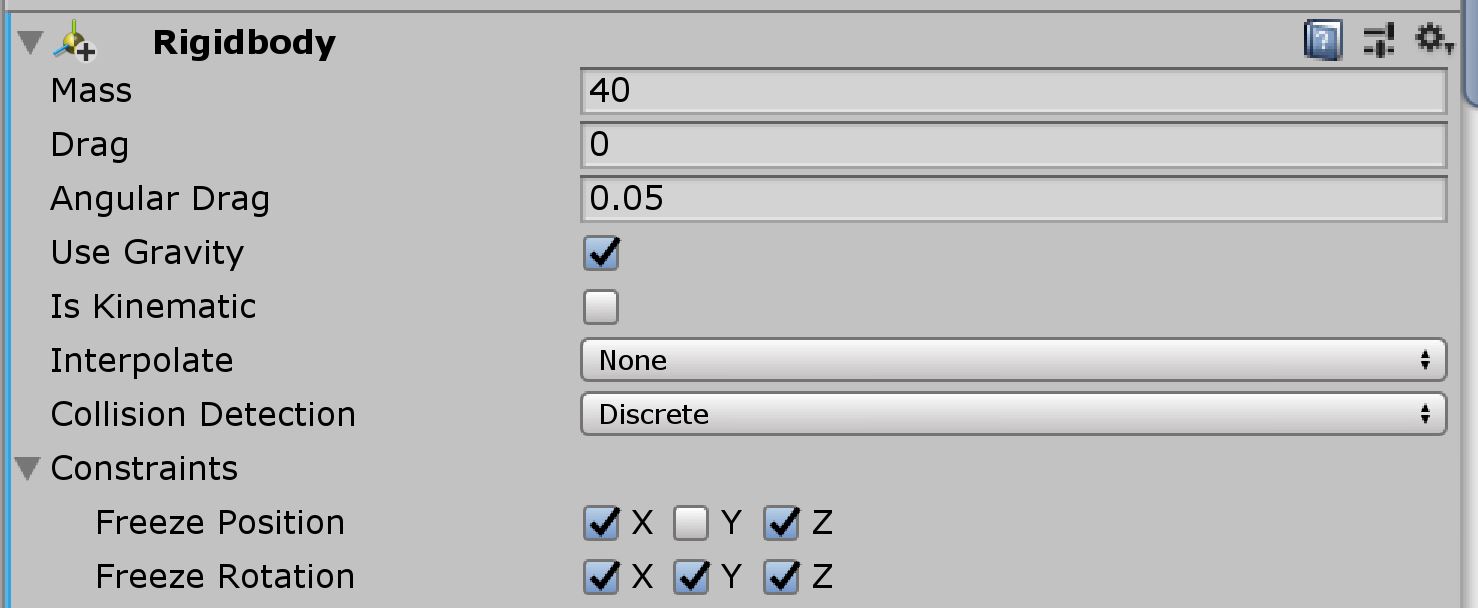 Rigidbody
Mass 40
Drag 0
Angular Drag 0.05
Use Gravity
Is Kinematic
Interpolate None
Collision Detection Discrete
Constraints
Freeze Position X Y Z
Freeze Rotation X Y Z